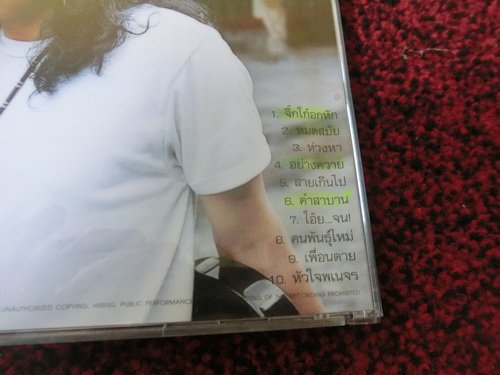 1. จิ๊กโก๋อกหัก
2. หมดสมัย
3. ห่วงหา
4. อย่างควาย
5. สายเกินไป
6. คำสาบาน
7. โอ๊ย...จน!
8. คนพันธุ์ใหม่
9. เพื่อนตาย
10. หัวใจพเนจร
UNAUTHORIZED COPYING, HIRING, PUBLIC PERFORMANCE OF THE RECORDING PROHIBITED.